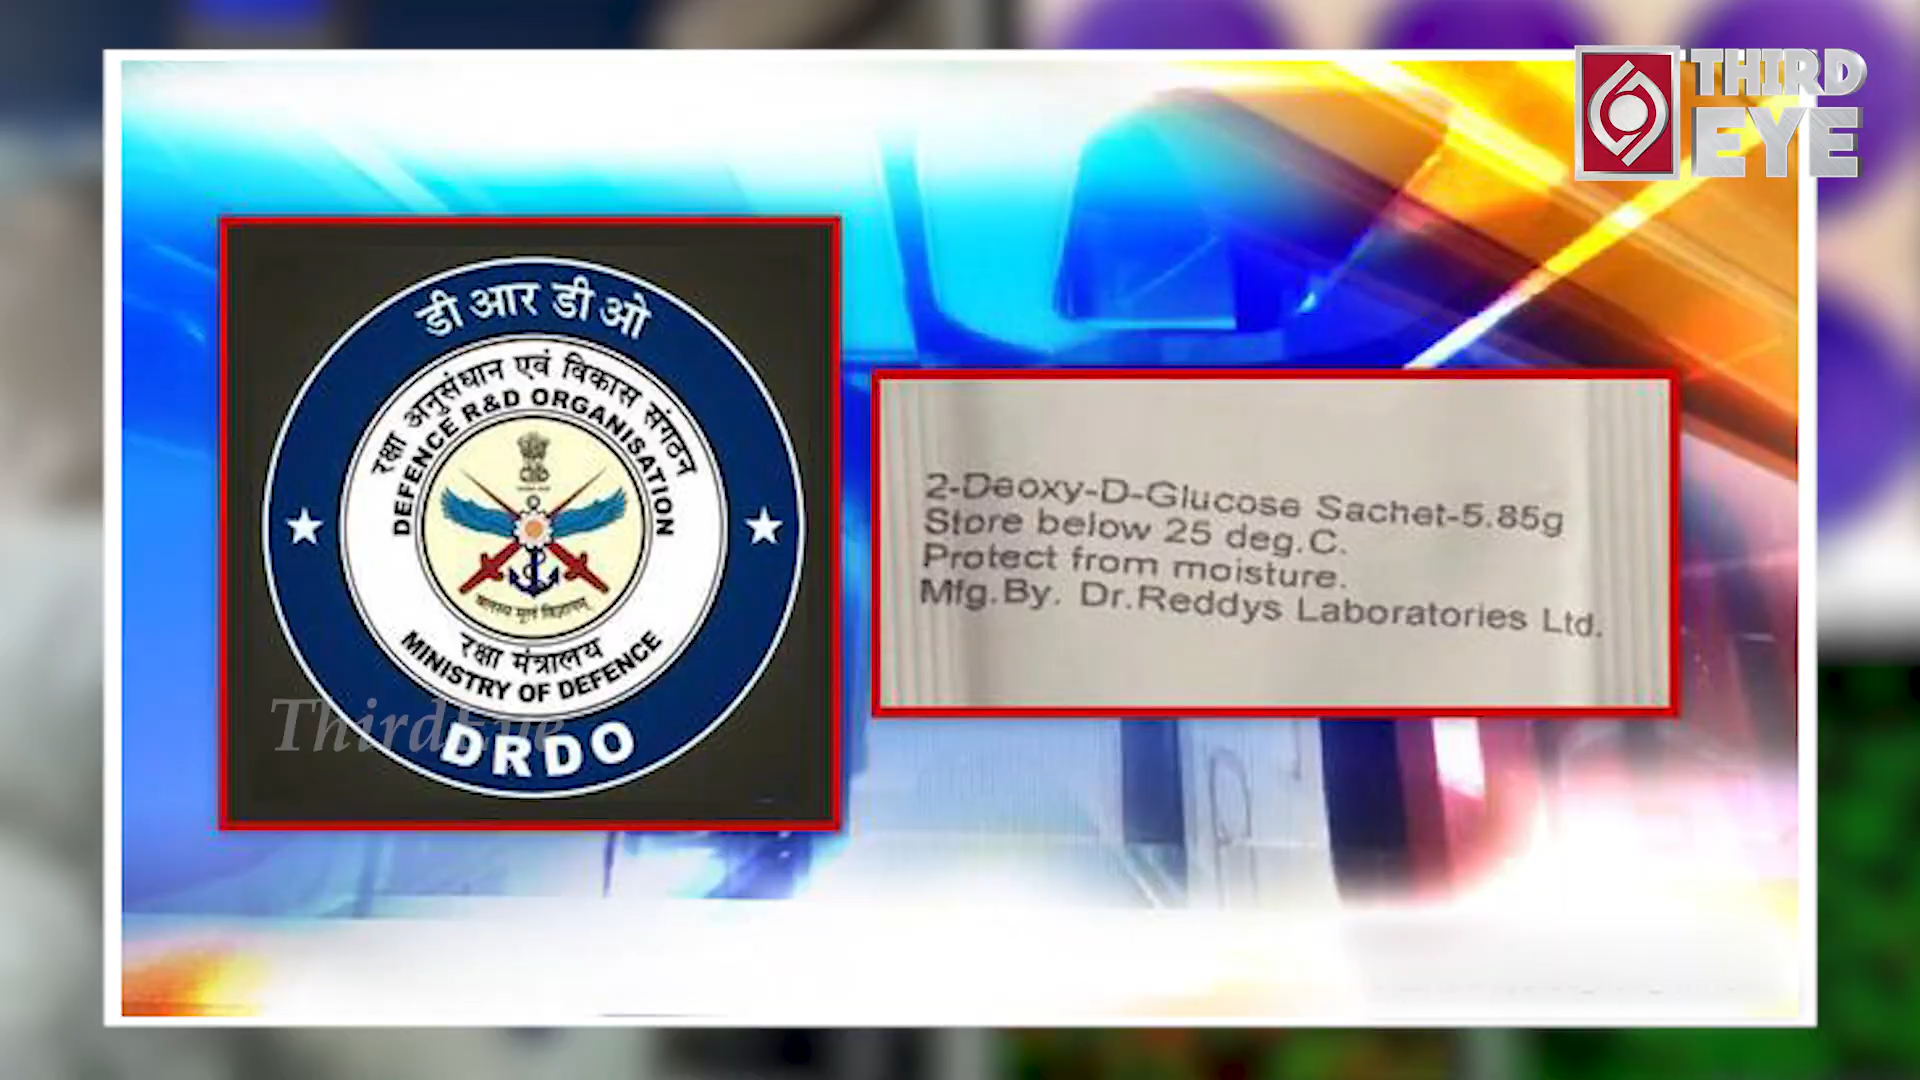 THIRD
EYE
डी आर डी ओ
रक्षा अनुसंधान एवं विकास संगठन
DEFENCE R&D ORGANISATION
रक्षा मंत्रालय
MINISTRY OF DEFENCE
DRDO
ThirdEye
2-Deoxy-D-Glucose Sachet-5.85g
Store below 25 deg.C.
Protect from moisture.
Mfg.By. Dr.Reddys Laboratories Ltd.